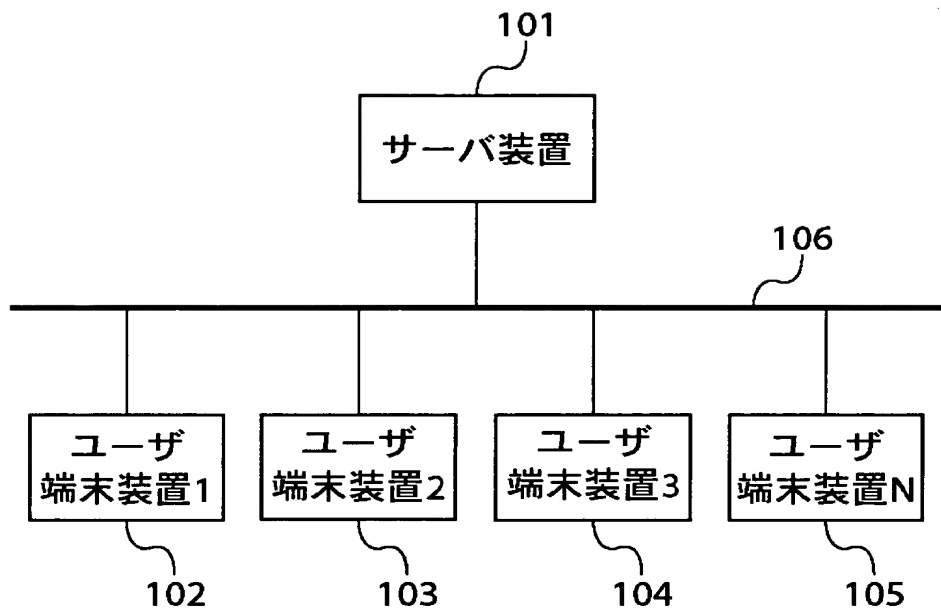 101
サーバ装置
106
ユーザ
端末装置1
ユーザ
端末装置2
ユーザ
端末装置3
ユーザ
端末装置N
102
103
104
105